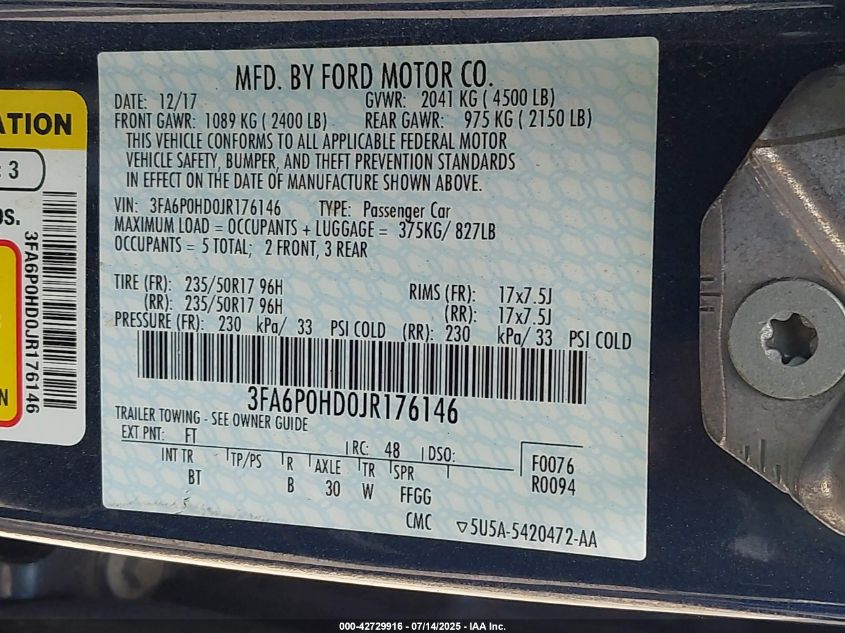 MFD. BY FORD MOTOR CO.
DATE: 12/17 GVWR: 2041 KG ( 4500 LB)
FRONT GAWR: 1089 KG ( 2400 LB) REAR GAWR: 975 KG ( 2150 LB)
THIS VEHICLE CONFORMS TO ALL APPLICABLE FEDERAL MOTOR
VEHICLE SAFETY, BUMPER, AND THEFT PREVENTION STANDARDS
IN EFFECT ON THE DATE OF MANUFACTURE SHOWN ABOVE.
VIN: 3FA6P0HD0JR176146 TYPE: Passenger Car
MAXIMUM LOAD = OCCUPANTS + LUGGAGE = 375KG/ 827LB
OCCUPANTS = 5 TOTAL; 2 FRONT, 3 REAR
TIRE (FR): 235/50R17 96H RIMS (FR): 17x7.5J
(RR): 235/50R17 96H (RR): 17x7.5J
PRESSURE (FR): 230 kPa/ 33 PSI COLD (RR): 230 kPa/ 33 PSI COLD
3FA6P0HD0JR176146
TRAILER TOWING - SEE OWNER GUIDE
EXT PNT: FT RC: 48 DSO: F0076
INT TR TP/PS R AXLE TR SPR R0094
BT B 30 W FFGG
CMC ▽5U5A-5420472-AA
ATION
: 3
OS.
3FA6P0HD0JR176146
N
000-42729916 - 07/14/2025 - IAA Inc.